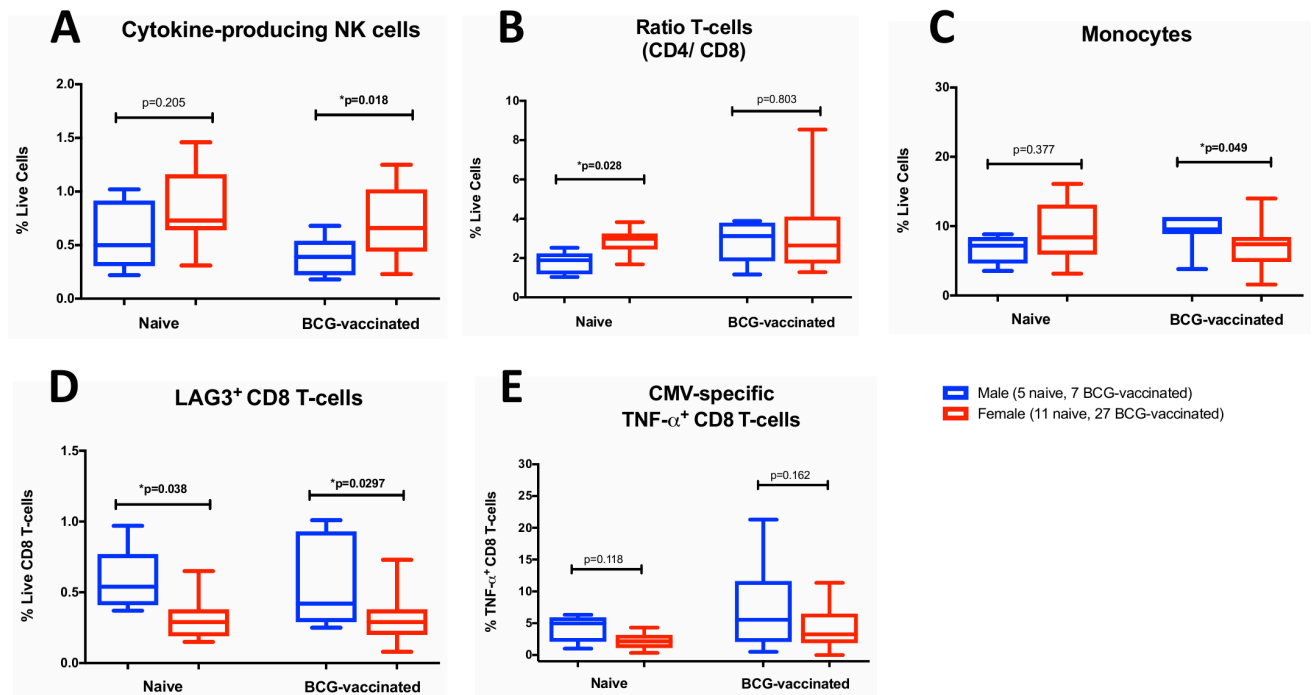 A
Cytokine-producing NK cells
% Live Cells
2.0
1.5
1.0
0.5
0.0
p=0.205
*p=0.018
Naive
BCG-vaccinated
B
Ratio T-cells
(CD4/ CD8)
% Live Cells
10
8
6
4
2
0
*p=0.028
p=0.803
Naive
BCG-vaccinated
C
Monocytes
% Live Cells
30
20
10
0
p=0.377
*p=0.049
Naive
BCG-vaccinated
D
LAG3⁺ CD8 T-cells
% Live CD8 T-cells
1.5
1.0
0.5
0.0
*p=0.038
*p=0.0297
Naive
BCG-vaccinated
E
CMV-specific
TNF-α⁺ CD8 T-cells
% TNF-α⁺ CD8 T-cells
30
25
20
15
10
5
0
p=0.118
p=0.162
Naive
BCG-vaccinated
Male (5 naive, 7 BCG-vaccinated)
Female (11 naive, 27 BCG-vaccinated)